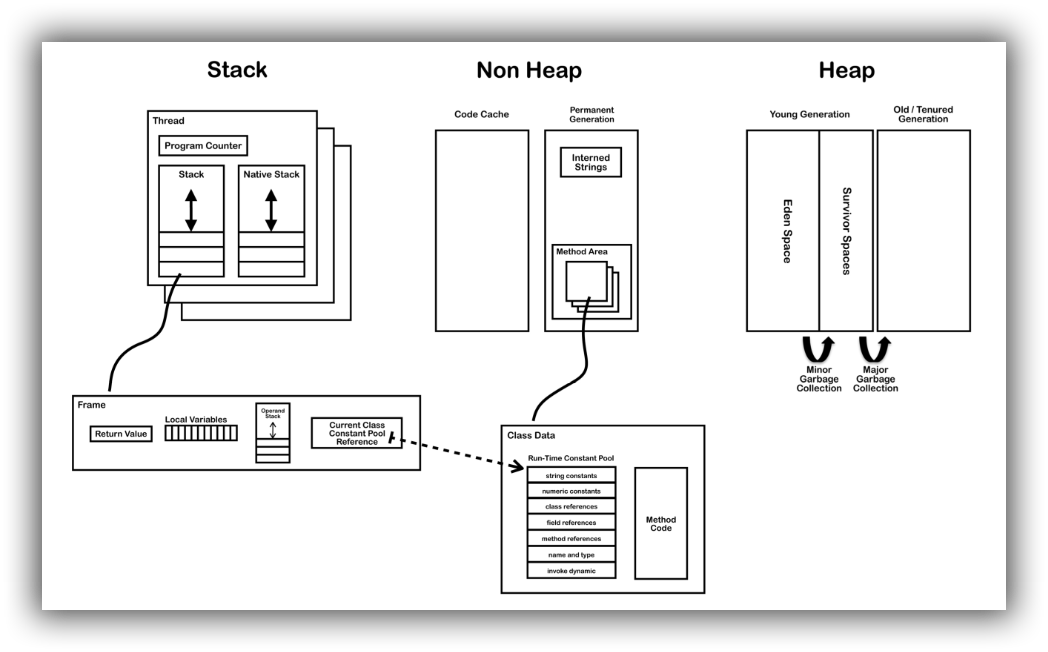 Stack
Non Heap
Heap
Thread
Program Counter
Stack
Native Stack
Code Cache
Permanent
Generation
Interned
Strings
Method Area
Young Generation
Old / Tenured
Generation
Eden Space
Survivor Spaces
Minor
Garbage
Collection
Major
Garbage
Collection
Frame
Return Value
Local Variables
Operand
Stack
Current Class
Constant Pool
Reference
Class Data
Run-Time Constant Pool
string constants
numeric constants
class references
field references
method references
name and type
invoke dynamic
Method
Code